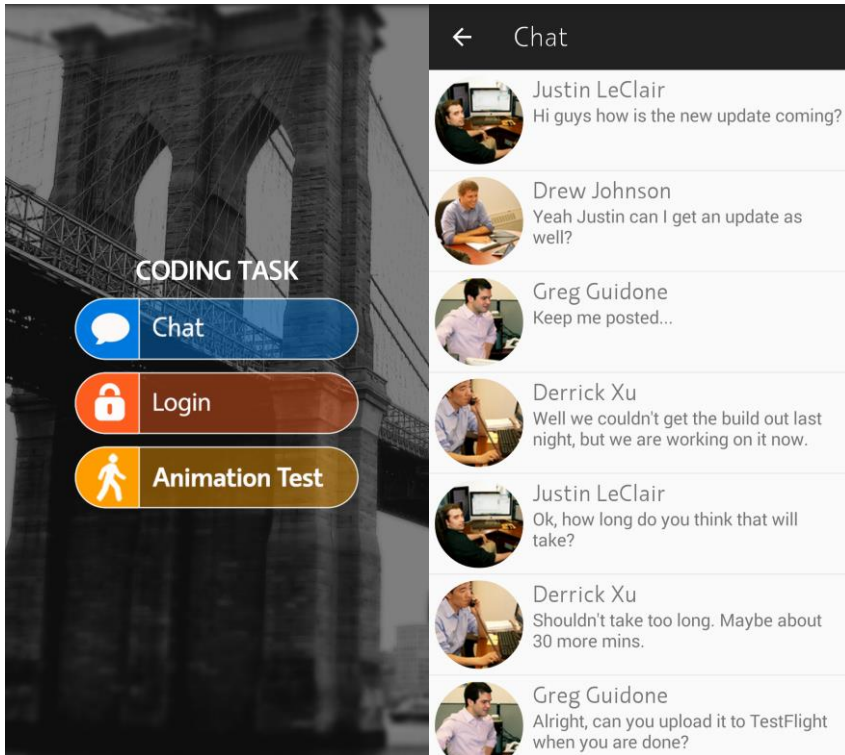 CODING TASK
Chat
Login
Animation Test
Chat
Justin LeClair
Hi guys how is the new update coming?
Drew Johnson
Yeah Justin can I get an update as
well?
Greg Guidone
Keep me posted...
Derrick Xu
Well we couldn't get the build out last
night, but we are working on it now.
Justin LeClair
Ok, how long do you think that will
take?
Derrick Xu
Shouldn't take too long. Maybe about
30 more mins.
Greg Guidone
Alright, can you upload it to TestFlight
when you are done?